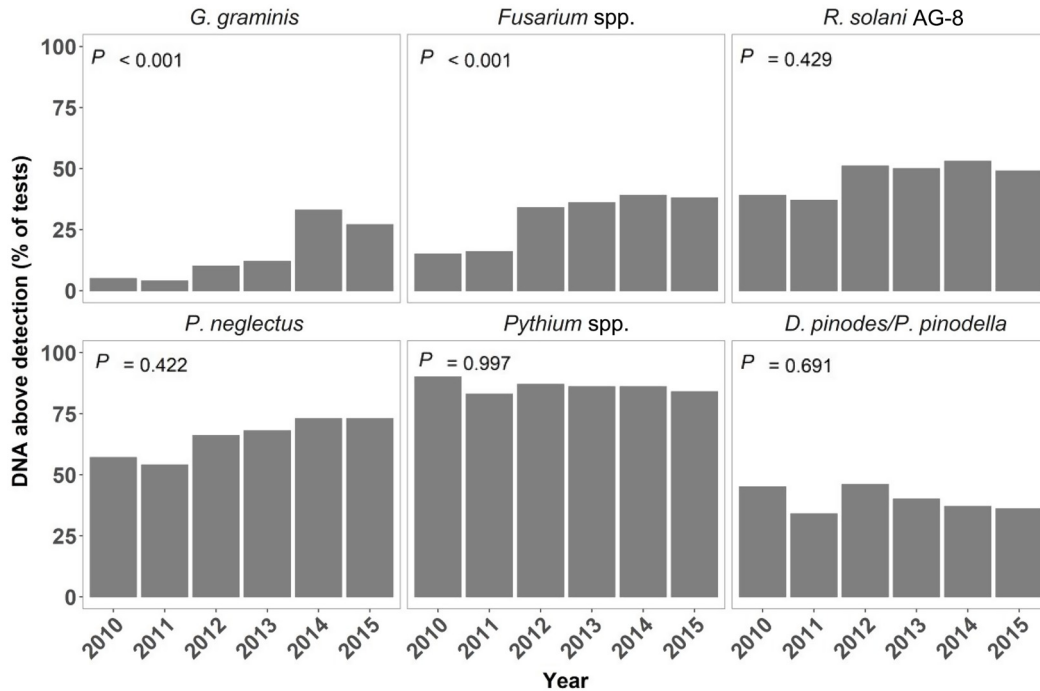 G. graminis
Fusarium spp.
R. solani AG-8
P < 0.001
P < 0.001
P = 0.429
100
75
50
25
0
P. neglectus
Pythium spp.
D. pinodes/P. pinodella
P = 0.422
P = 0.997
P = 0.691
100
75
50
25
0
DNA above detection (% of tests)
2010 2011 2012 2013 2014 2015
2010 2011 2012 2013 2014 2015
2010 2011 2012 2013 2014 2015
Year